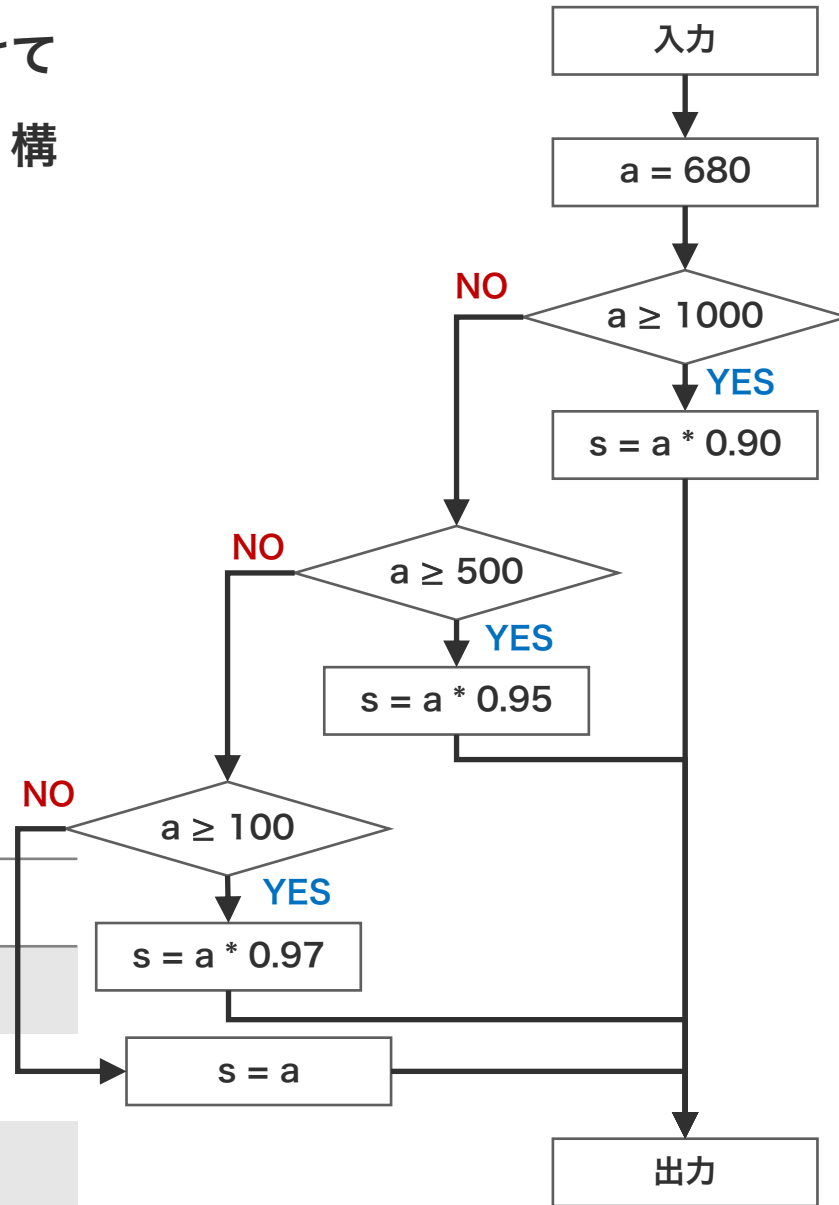 けて
構
入力
a = 680
NO
a ≥ 1000
YES
s = a * 0.90
NO
a ≥ 500
YES
s = a * 0.95
NO
a ≥ 100
YES
s = a * 0.97
s = a
出力